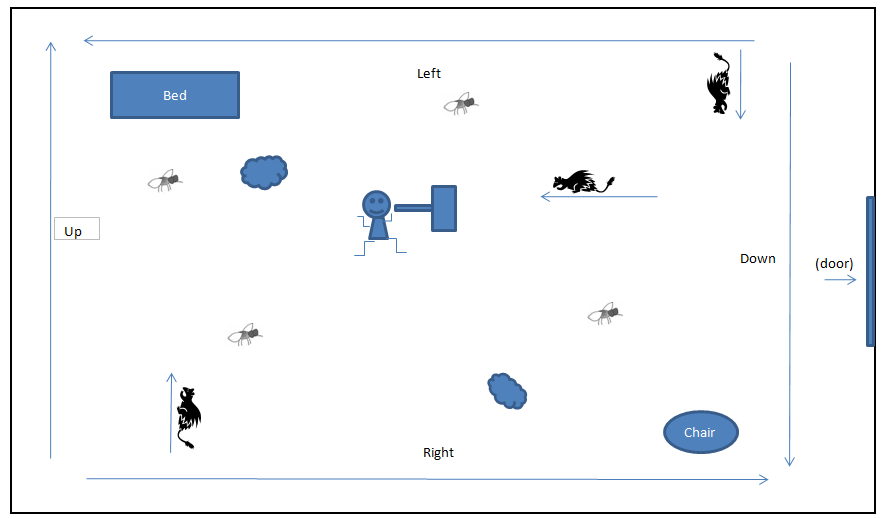 Left
Bed
Up
Down
(door)
Chair
Right